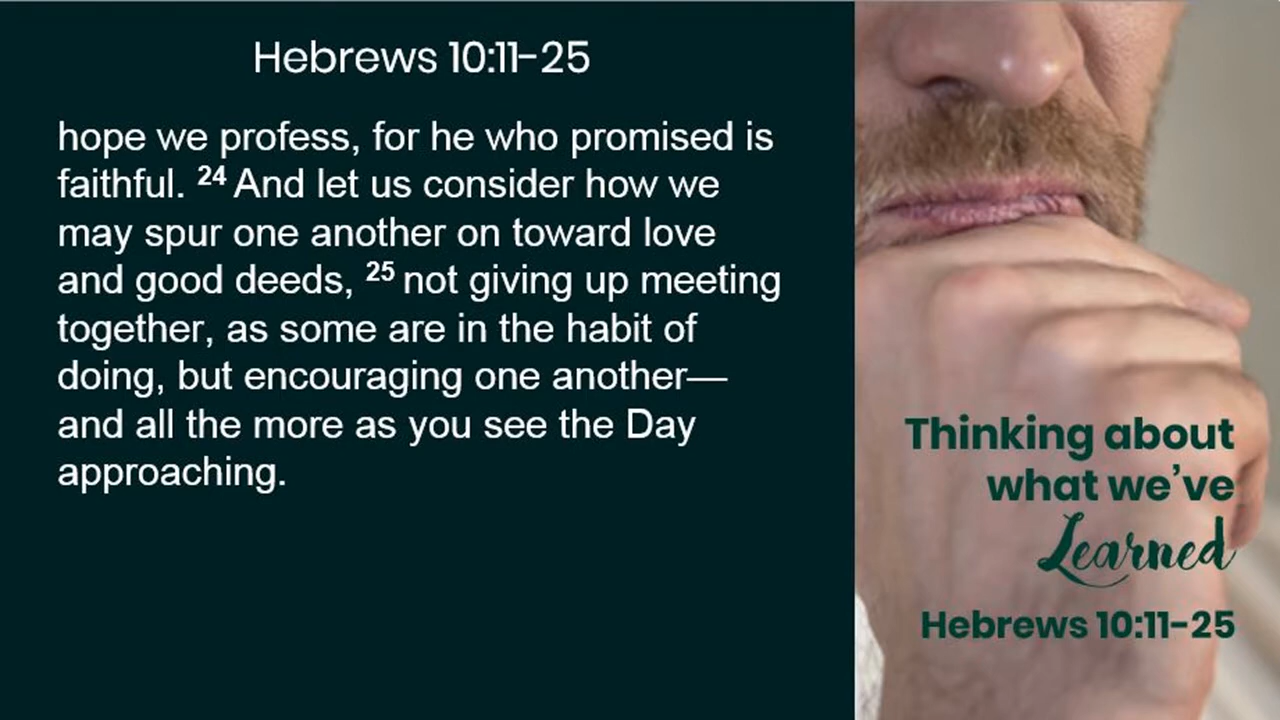 Hebrews 10:11-25
hope we profess, for he who promised is
faithful. 24 And let us consider how we
may spur one another on toward love
and good deeds, 25 not giving up meeting
together, as some are in the habit of
doing, but encouraging one another—
and all the more as you see the Day
approaching.
Thinking about
what we’ve
Learned
Hebrews 10:11-25